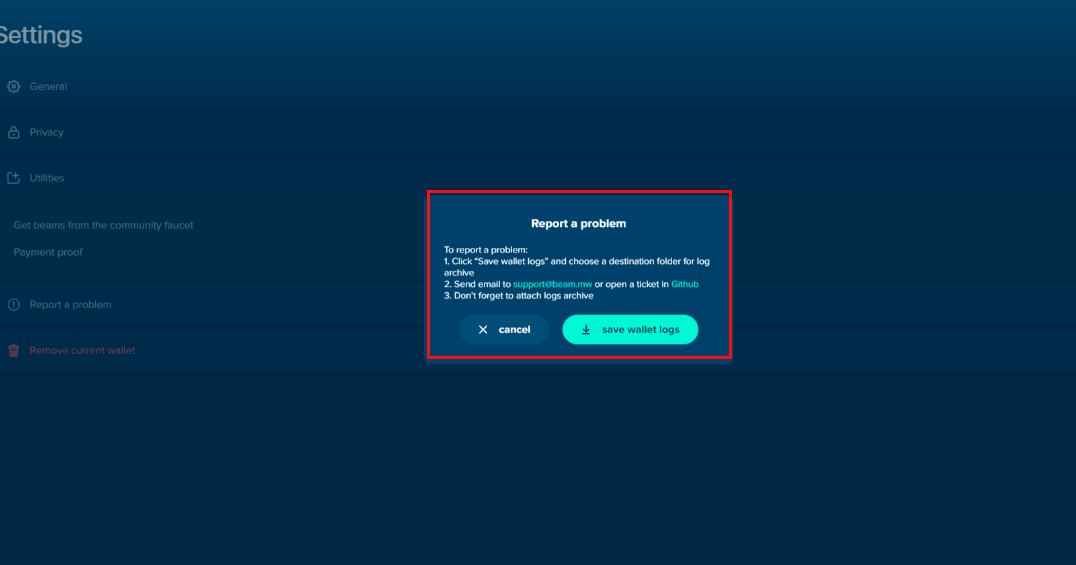 Settings
General
Privacy
Utilities
Get beams from the community faucet
Payment proof
Report a problem
Remove current wallet
Report a problem
To report a problem:
1. Click "Save wallet logs" and choose a destination folder for log
archive
2. Send email to support@beam.mw or open a ticket in Github
3. Don't forget to attach logs archive
cancel
save wallet logs